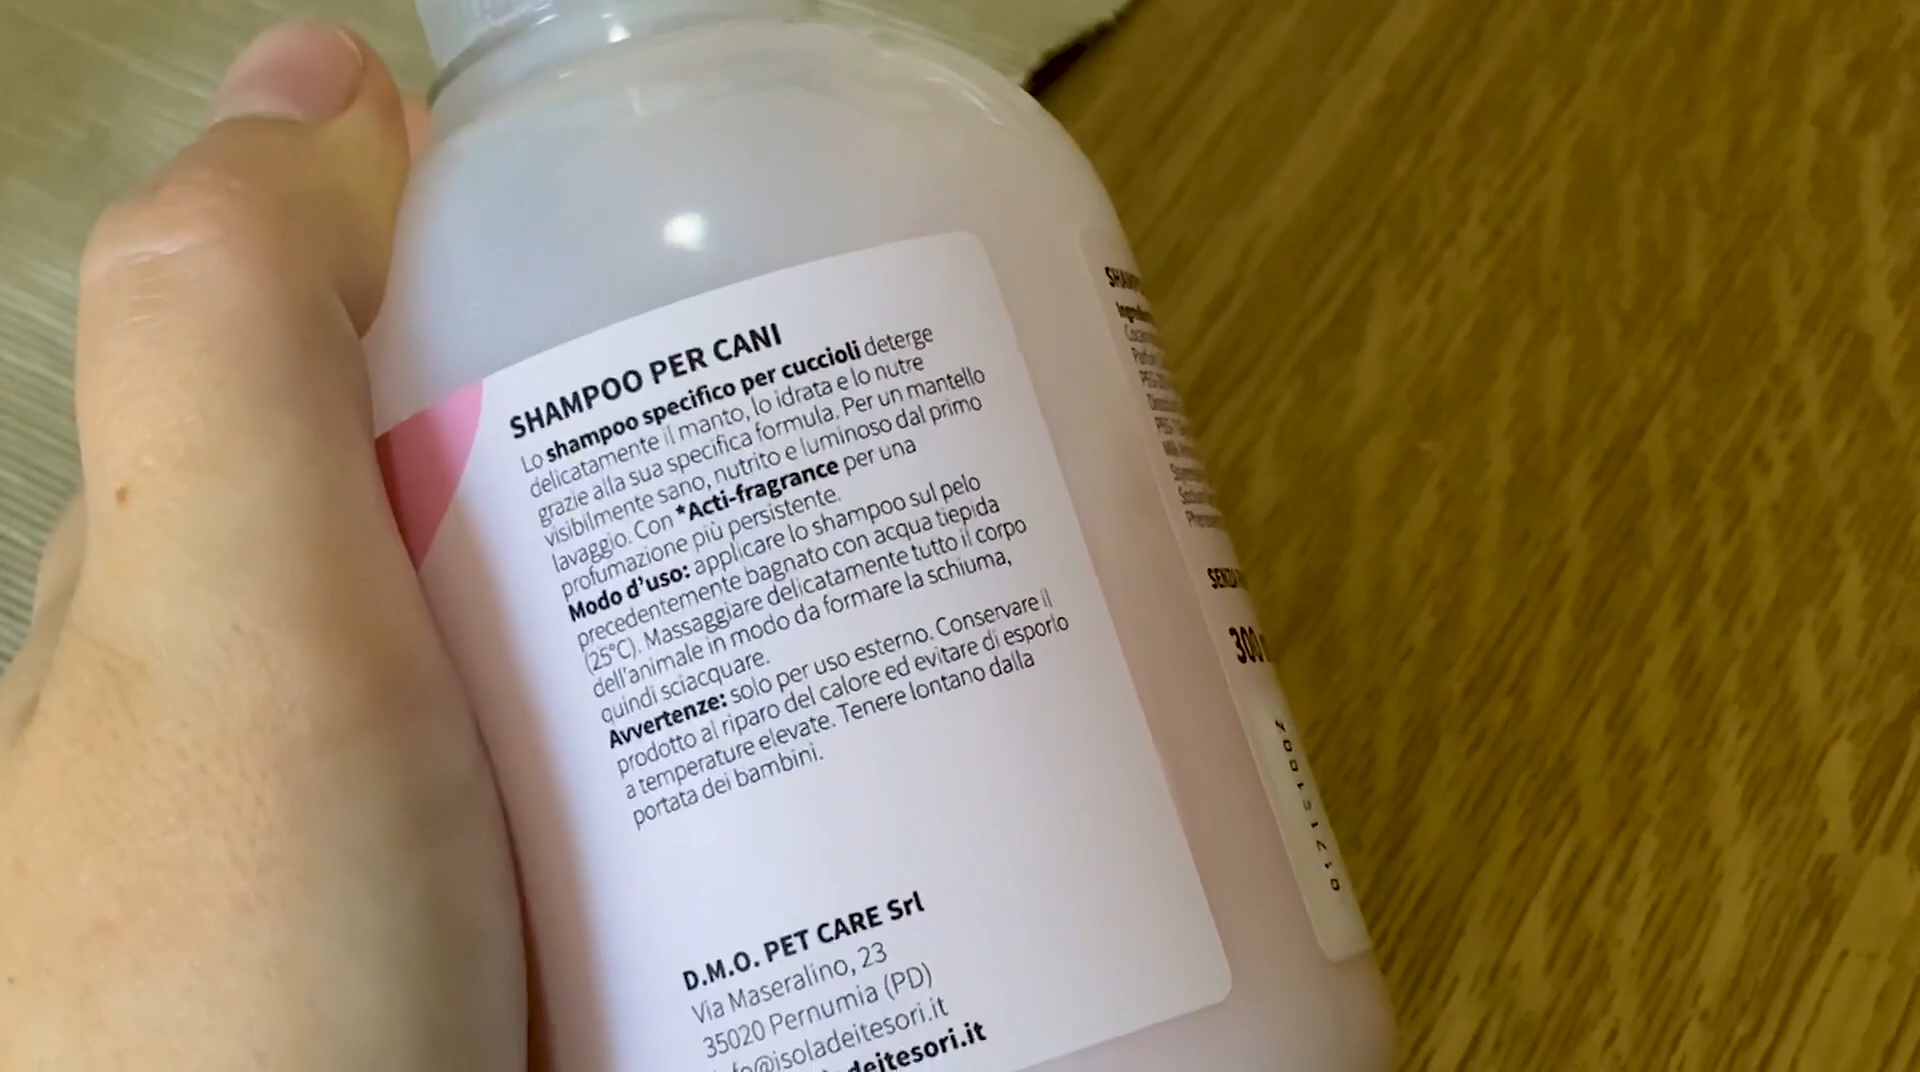 SHAMPOO PER CANI
Lo shampoo specifico per cuccioli deterge
delicatamente il manto, lo idrata e lo nutre
grazie alla sua specifica formula. Per un mantello
visibilmente sano, nutrito e luminoso dal primo
lavaggio. Con *Acti-fragrance per una
profumazione più persistente.
Modo d'uso: applicare lo shampoo sul pelo
precedentemente bagnato con acqua tiepida
(25°C). Massaggiare delicatamente tutto il corpo
dell'animale in modo da formare la schiuma,
quindi sciacquare.
Avvertenze: solo per uso esterno. Conservare il
prodotto al riparo del calore ed evitare di esporlo
a temperature elevate. Tenere lontano dalla
portata dei bambini.
D.M.O. PET CARE Srl
Via Maseralino, 23
35020 Pernumia (PD)
info@isoladeitesori.it
deitesori.it
300